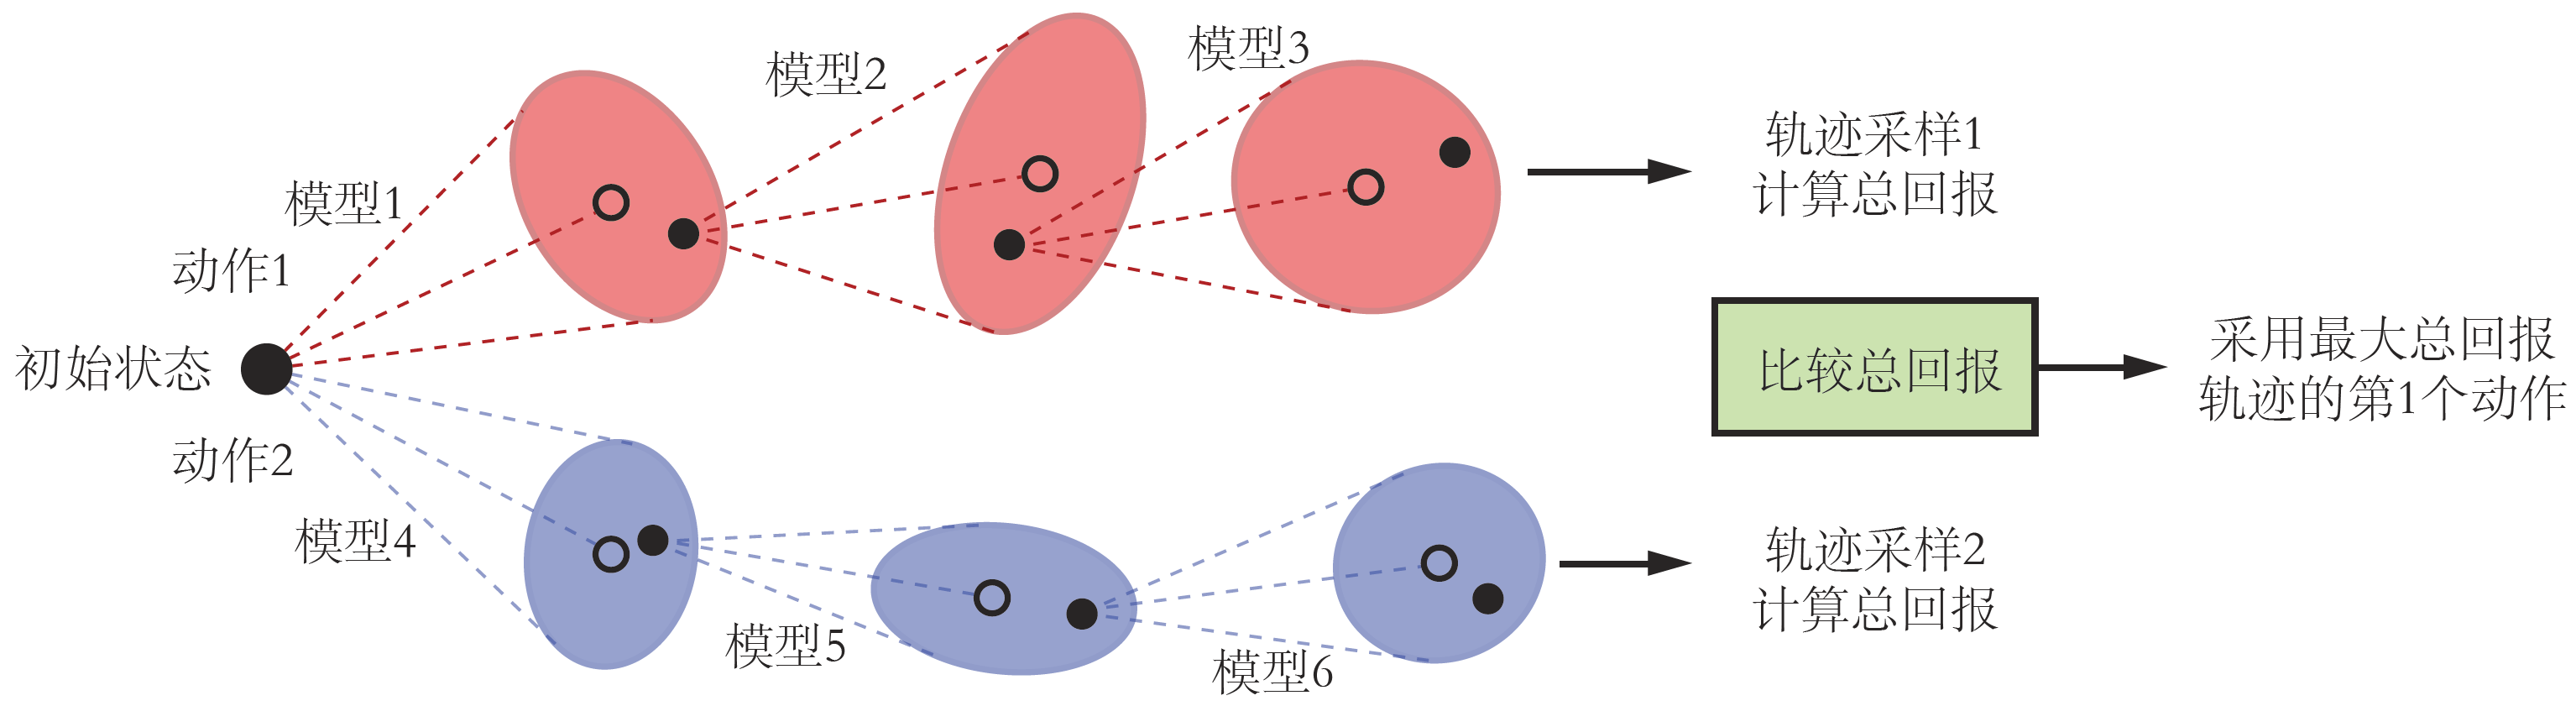 模型1
模型2
模型3
动作1
初始状态
动作2
模型4
模型5
模型6
轨迹采样1
计算总回报
比较总回报
采用最大总回报
轨迹的第1个动作
轨迹采样2
计算总回报